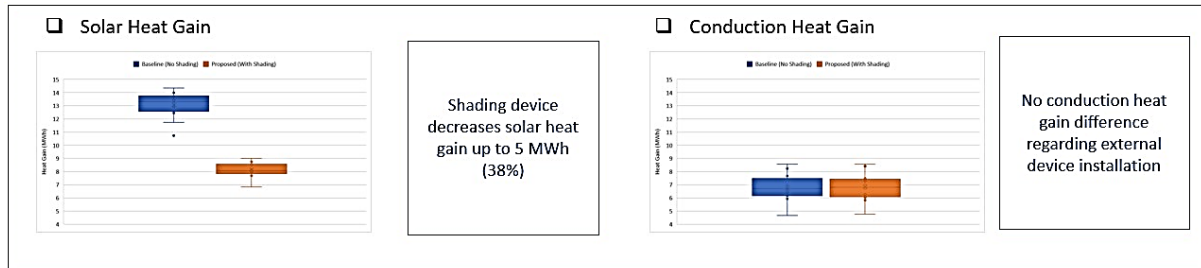 Solar Heat Gain
Baseline (No Shading) Proposed (With Shading)
Heat Gain (MWh)
15
14
13
12
11
10
9
8
7
6
5
4
Shading device
decreases solar heat
gain up to 5 MWh
(38%)
Conduction Heat Gain
Baseline (No Shading) Proposed (With Shading)
Heat Gain (MWh)
15
14
13
12
11
10
9
8
7
6
5
4
No conduction heat
gain difference
regarding external
device installation